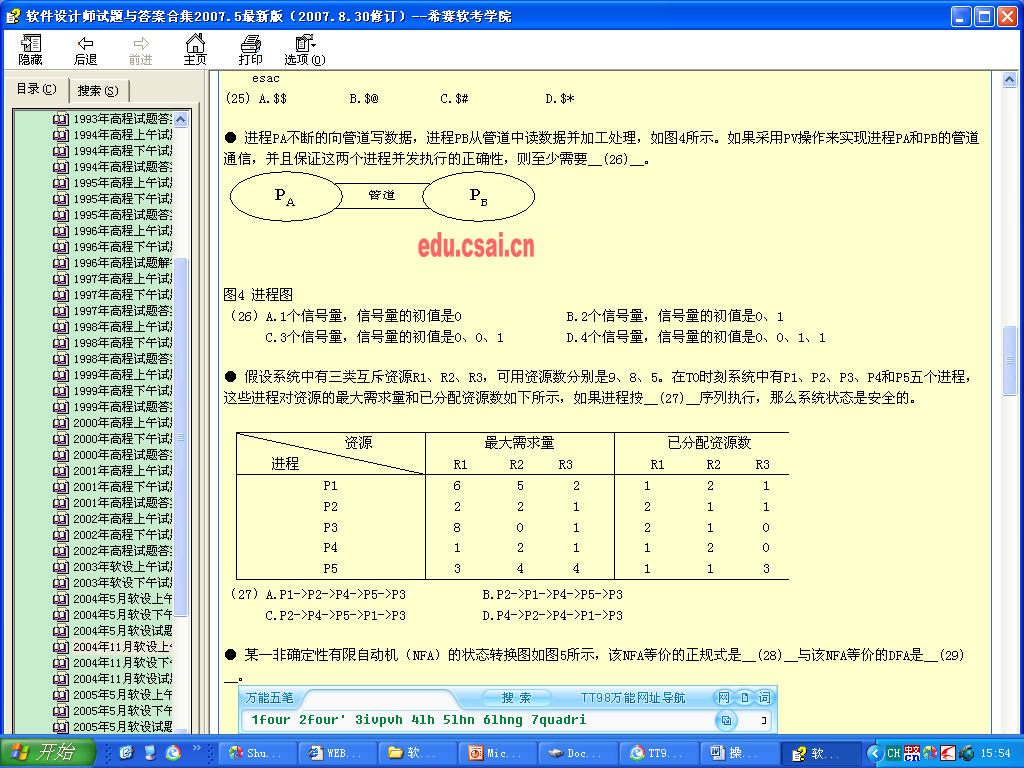 软件设计师试题与答案合集2007.5最新版（2007.8.30修订）--希赛软考学院
隐藏 后退 前进 主页 打印 选项(O)
目录(C) 搜索(S)
1993年高程试题答
1994年高程上午试
1994年高程下午试
1994年高程试题答
1995年高程上午试
1995年高程下午试
1995年高程试题答
1996年高程上午试
1996年高程下午试
1996年高程试题解
1997年高程上午试
1997年高程下午试
1997年高程试题答
1998年高程上午试
1998年高程下午试
1998年高程试题答
1999年高程上午试
1999年高程下午试
1999年高程试题答
2000年高程上午试
2000年高程下午试
2000年高程试题答
2001年高程上午试
2001年高程下午试
2001年高程试题答
2002年高程上午试
2002年高程下午试
2002年高程试题答
2003年软设上午试
2003年软设下午试
2004年5月软设上午
2004年5月软设下午
2004年5月软设试题
2004年11月软设上午
2004年11月软设下午
2004年11月软设试
2005年5月软设上午
2005年5月软设下午
2005年5月软设试题
esac
(25) A.$$ B.$@ C.$# D.$*
● 进程PA不断的向管道写数据，进程PB从管道中读数据并加工处理，如图4所示。如果采用PV操作来实现进程PA和PB的管道
通信，并且保证这两个进程并发执行的正确性，则至少需要__(26)__。
PA 管道 PB
edu.csai.cn
图4 进程图
（26）A.1个信号量，信号量的初值是0 B.2个信号量，信号量的初值是0、1
C.3个信号量，信号量的初值是0、0、1 D.4个信号量，信号量的初值是0、0、1、1
● 假设系统中有三类互斥资源R1、R2、R3，可用资源数分别是9、8、5。在T0时刻系统中有P1、P2、P3、P4和P5五个进程，
这些进程对资源的最大需求量和已分配资源数如下所示，如果进程按__(27)__序列执行，那么系统状态是安全的。
资源 最大需求量 已分配资源数
进程 R1 R2 R3 R1 R2 R3
P1 6 5 2 1 2 1
P2 2 2 1 2 1 1
P3 8 0 1 2 1 0
P4 1 2 1 1 2 0
P5 3 4 4 1 1 3
（27）A.P1->P2->P4->P5->P3 B.P2->P1->P4->P5->P3
C.P2->P4->P5->P1->P3 D.P4->P2->P5->P1->P3
● 某一非确定性有限自动机（NFA）的状态转换图如图5所示，该NFA等价的正规式是__(28)__与该NFA等价的DFA是__(29)
__。
万能五笔 搜 索 TT98万能网址导航 网 词
1four 2four' 3ivpvh 4lh 5lhn 6lhng 7quadri
开始 Shu... WEB... 软... Mic... Doc... TT9... 操... 软... CH 15:54